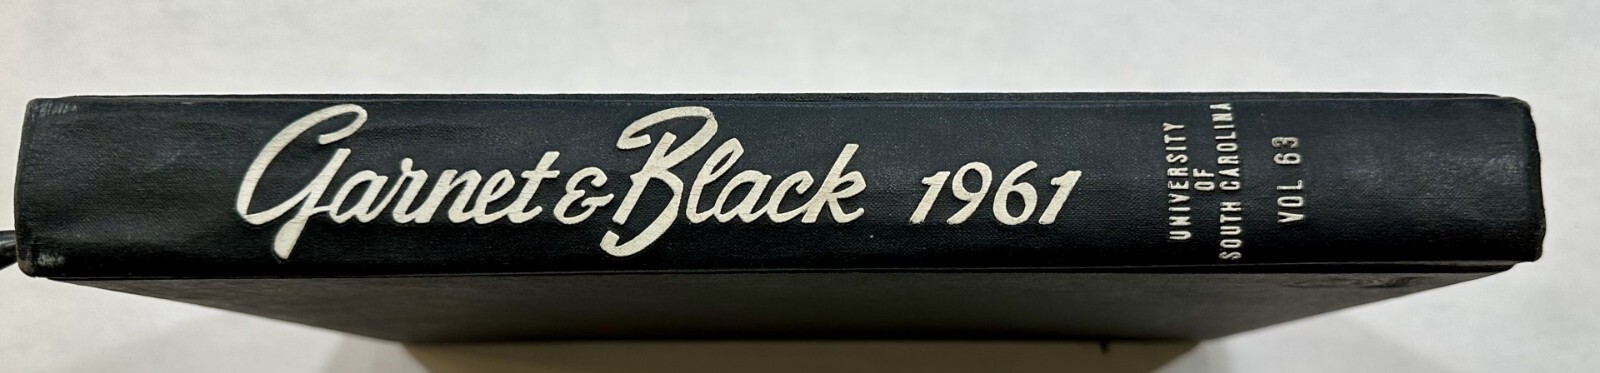 Garnet & Black 1961
UNIVERSITY
OF
SOUTH CAROLINA
VOL 63